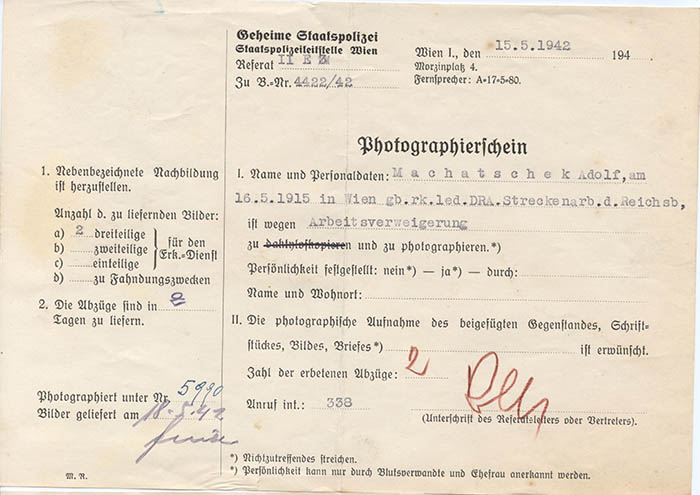 Geheime Staatspolizei
Staatspolizeileitstelle Wien
Referat II E
Zu B.=Nr. 4422/42
Wien I., den 15.5.1942 194
Morzinplatz 4.
Fernsprecher: A=17=5=80.
Photographierschein
1. Nebenbezeichnete Nachbildung
ist herzustellen.
Anzahl d. zu liefernden Bilder:
a) 2 dreiteilige
b) zweiteilige
c) einteilige
für den
Erk.=Dienst
d) zu Fahndungszwecken
2. Die Abzüge sind in 2
Tagen zu liefern.
Photographiert unter Nr. 5990
Bilder geliefert am 18.5.42
M. R.
I. Name und Personaldaten: Machatschek Adolf, am
16.5.1915 in Wien gb.rk.led.DRA.Streckenarb.d.Reichsb,
ist wegen Arbeitsverweigerung
zu daktyloskopieren und zu photographieren.*)
Persönlichkeit festgestellt: nein*) — ja*) — durch:
Name und Wohnort:
II. Die photographische Aufnahme des beigefügten Gegenstandes, Schrift=
stückes, Bildes, Briefes*) ist erwünscht.
Zahl der erbetenen Abzüge: 2
Anruf int.: 338
(Unterschrift des Referatsleiters oder Vertreters).
*) Nichtzutreffendes streichen.
*) Persönlichkeit kann nur durch Blutsverwandte und Ehefrau anerkannt werden.